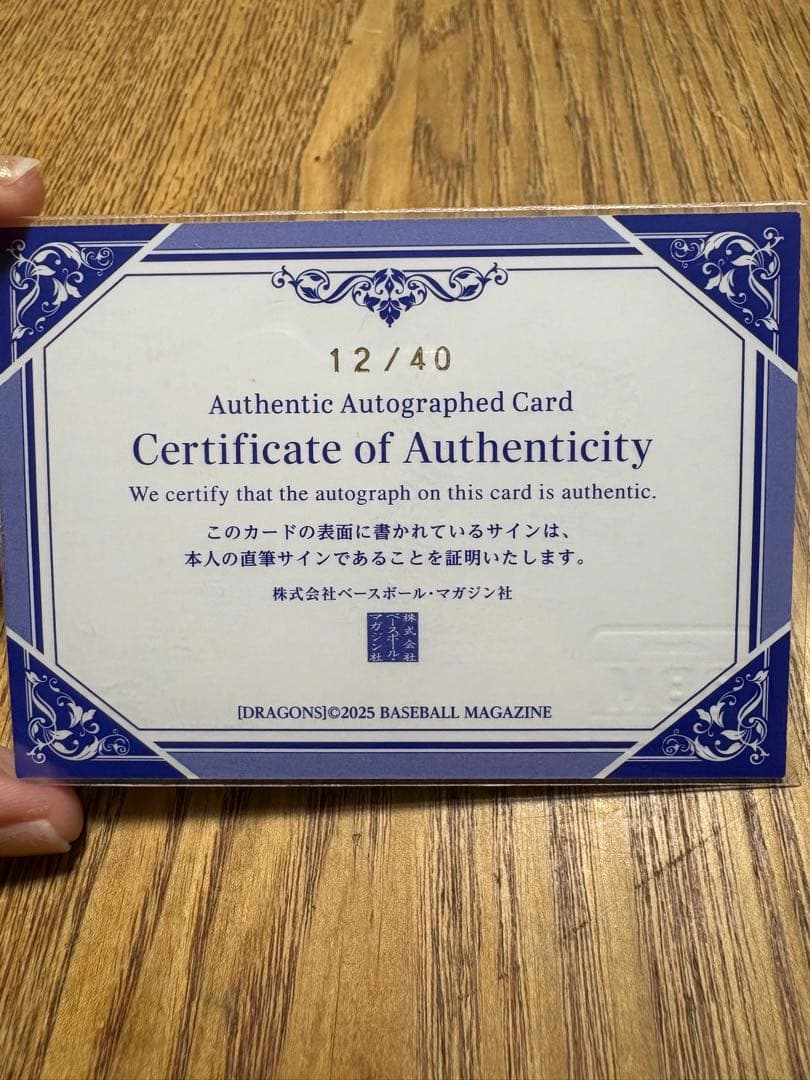 12/40
Authentic Autographed Card
Certificate of Authenticity
We certify that the autograph on this card is authentic.
このカードの表面に書かれているサインは、
本人の直筆サインであることを証明いたします。
株式会社ベースボール・マガジン社
株式会社
ベースボール・
マガジン社
[DRAGONS]©2025 BASEBALL MAGAZINE